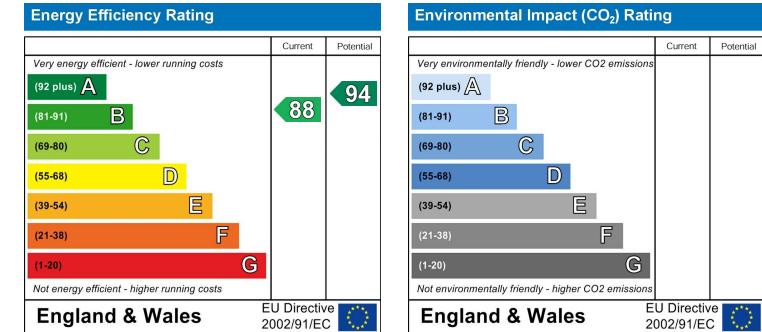 Energy Efficiency Rating
Current Potential
Very energy efficient - lower running costs
(92 plus) A
(81-91) B
(69-80) C
(55-68) D
(39-54) E
(21-38) F
(1-20) G
88
94
Not energy efficient - higher running costs
England & Wales
EU Directive
2002/91/EC
Environmental Impact (CO2) Rating
Current Potential
Very environmentally friendly - lower CO2 emissions
(92 plus) A
(81-91) B
(69-80) C
(55-68) D
(39-54) E
(21-38) F
(1-20) G
Not environmentally friendly - higher CO2 emissions
England & Wales
EU Directive
2002/91/EC